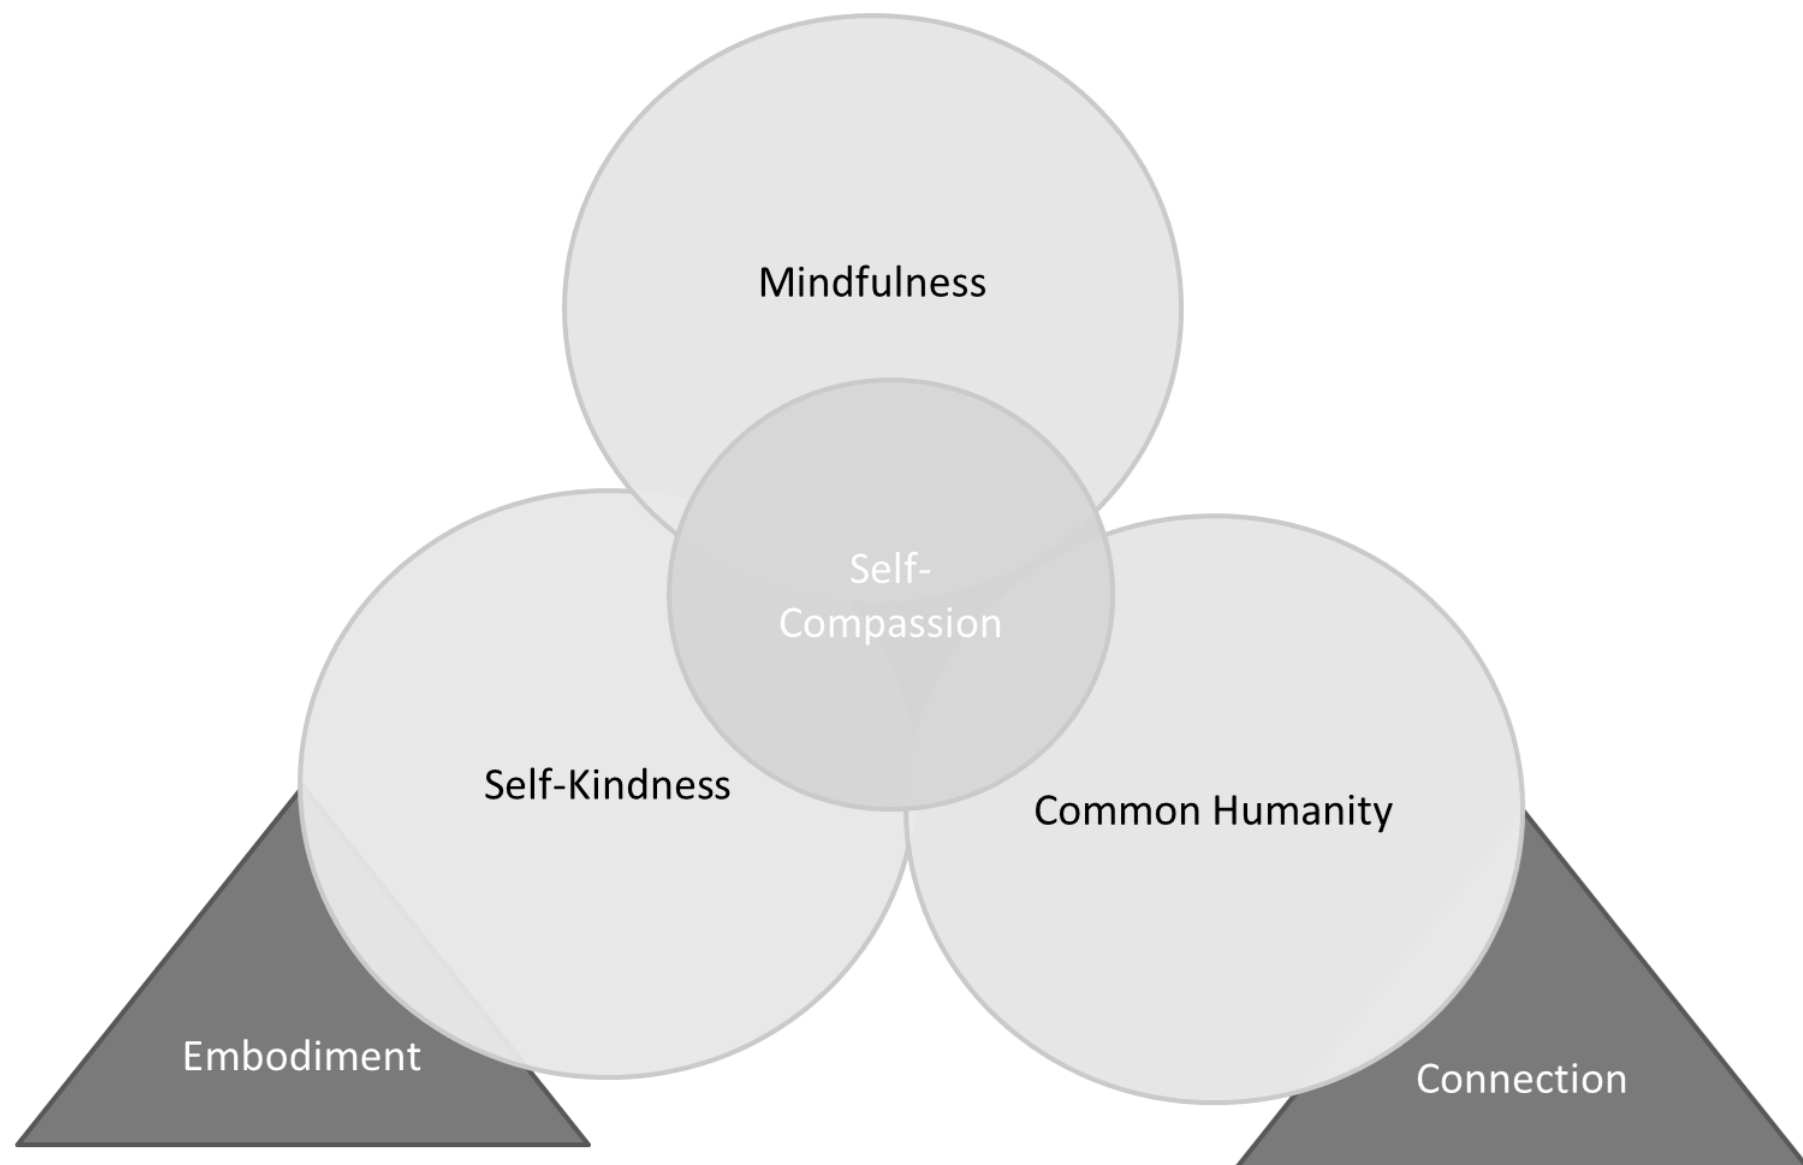 Mindfulness
Self-
Compassion
Self-Kindness
Common Humanity
Embodiment
Connection